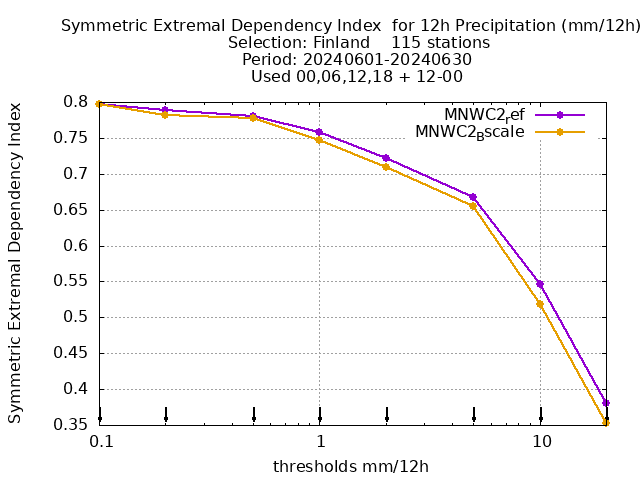 Symmetric Extremal Dependency Index  for 12h Precipitation (mm/12h)
Selection: Finland    115 stations
Period: 20240601-20240630
Used 00,06,12,18 + 12-00
Symmetric Extremal Dependency Index
0.8
0.75
0.7
0.65
0.6
0.55
0.5
0.45
0.4
0.35
MNWC2ref
MNWC2Bscale
0.1
1
10
thresholds mm/12h